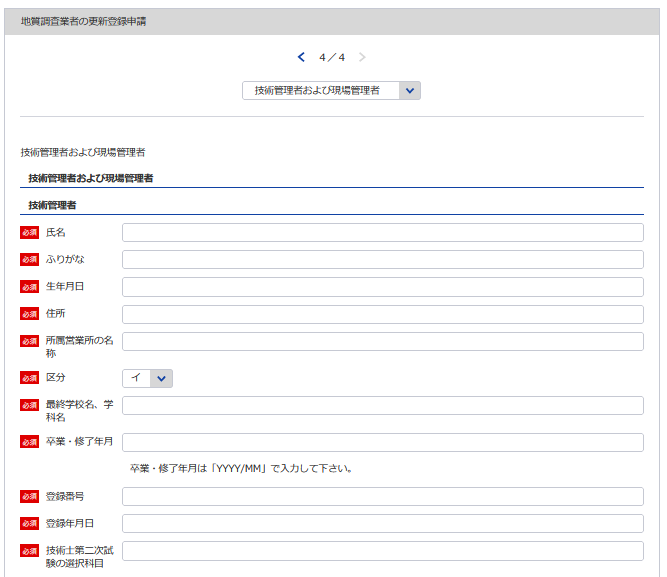 地質調査業者の更新登録申請
4／4
技術管理者および現場管理者
技術管理者および現場管理者
技術管理者および現場管理者
技術管理者
必須 氏名
必須 ふりがな
必須 生年月日
必須 住所
必須 所属営業所の名
称
必須 区分 イ
必須 最終学校名、学
科名
必須 卒業・修了年月
卒業・修了年月は「YYYY/MM」で入力して下さい。
必須 登録番号
必須 登録年月日
必須 技術士第二次試
験の選択科目